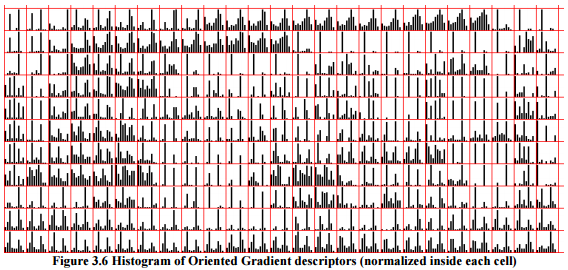 Figure 3.6 Histogram of Oriented Gradient descriptors (normalized inside each cell)